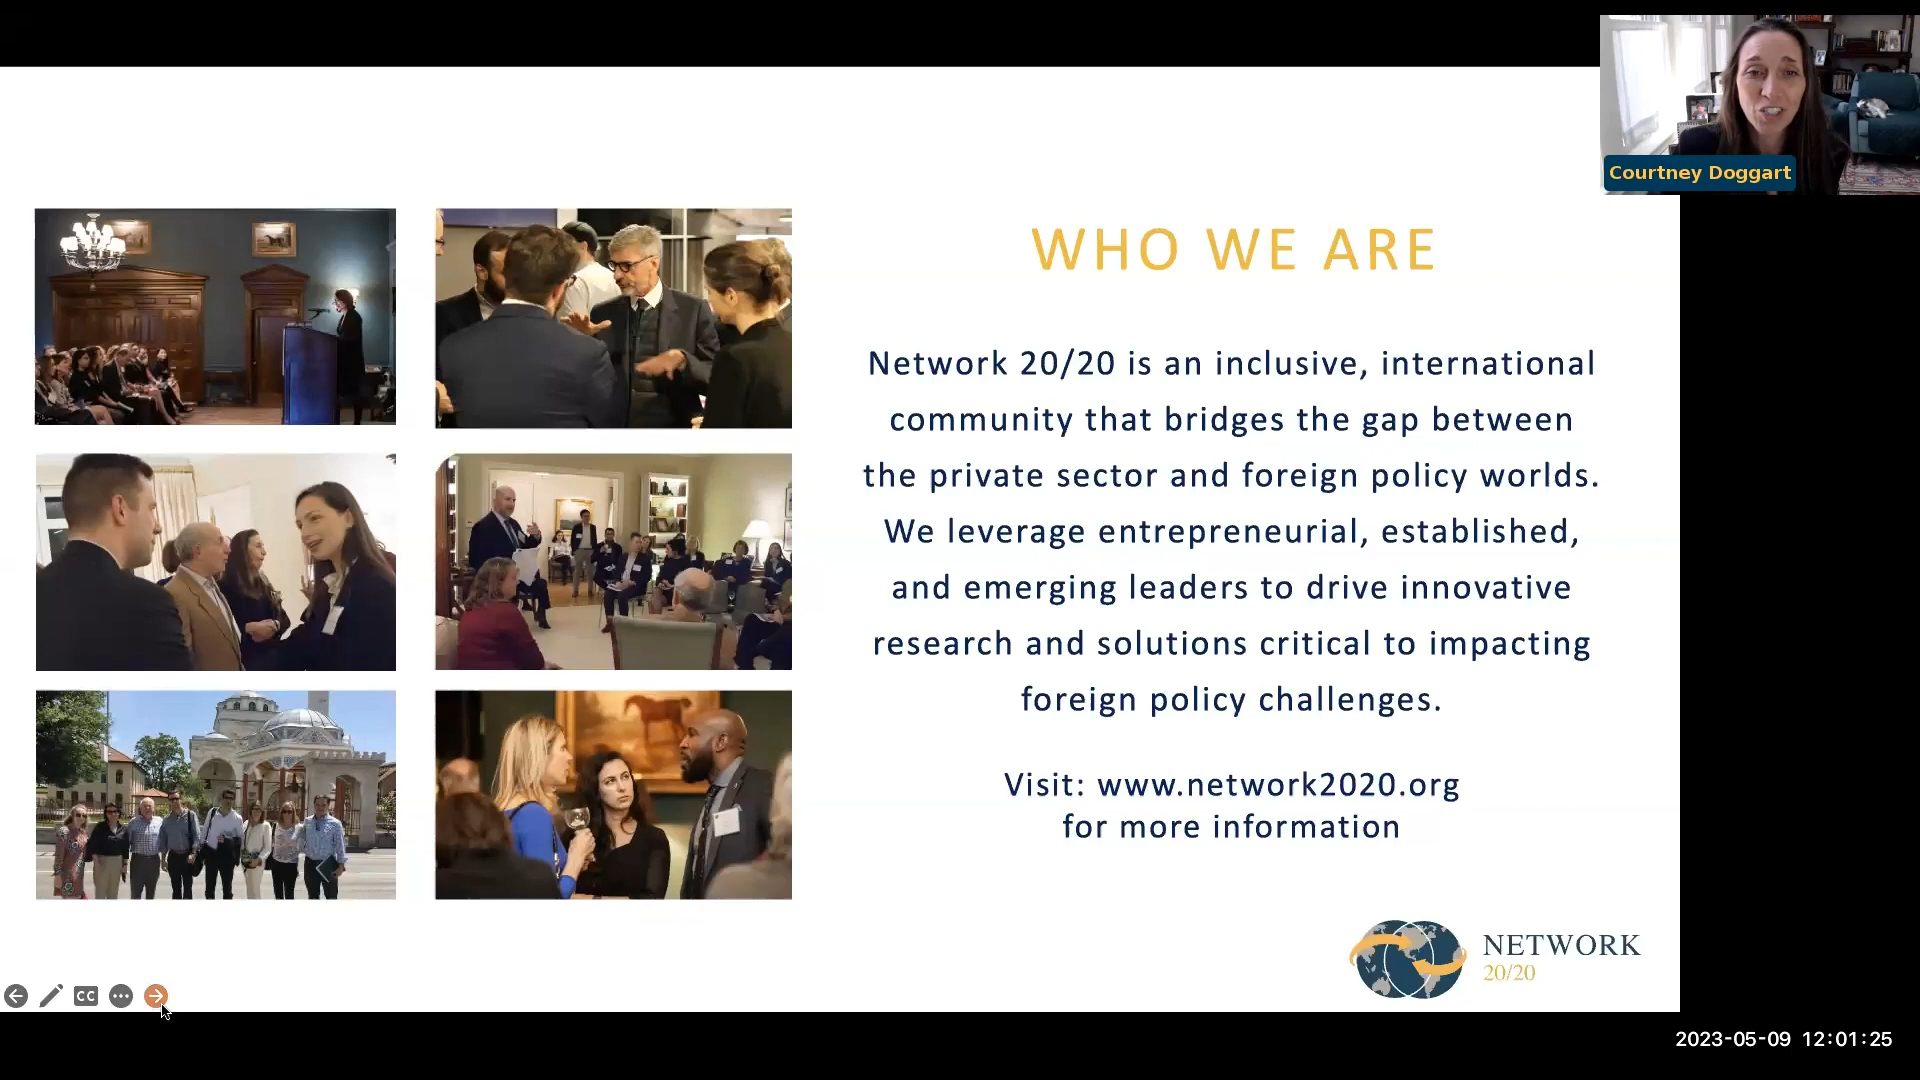 Courtney Doggart
WHO WE ARE
Network 20/20 is an inclusive, international
community that bridges the gap between
the private sector and foreign policy worlds.
We leverage entrepreneurial, established,
and emerging leaders to drive innovative
research and solutions critical to impacting
foreign policy challenges.
Visit: www.network2020.org
for more information
NETWORK
20/20
CC
2023-05-09 12:01:25